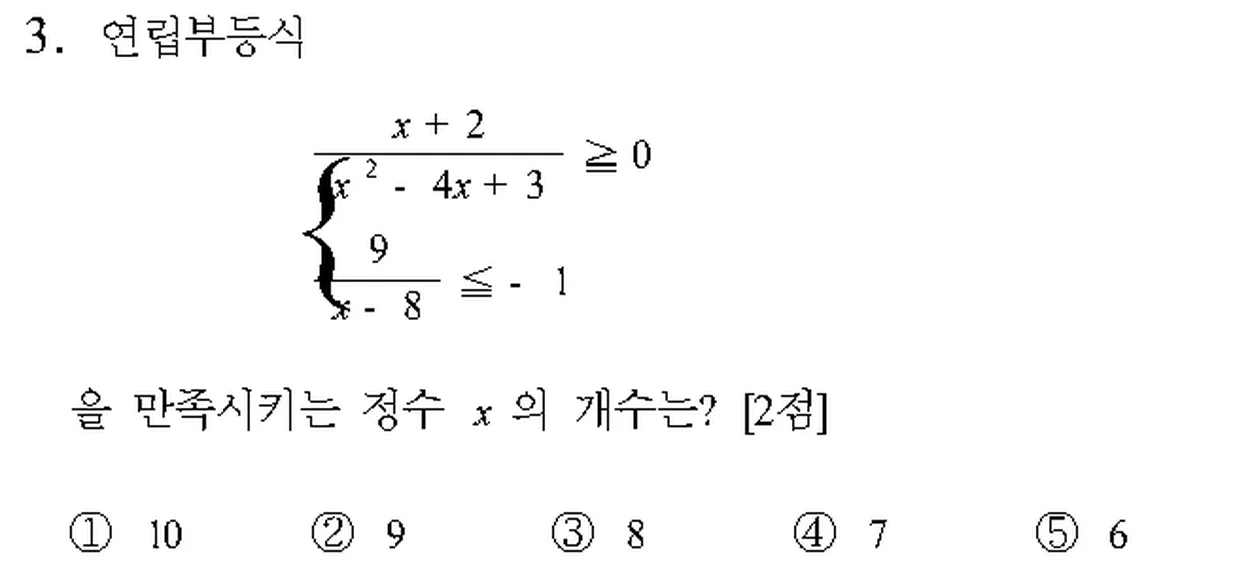 3. 연립부등식
x + 2
x² - 4x + 3
≧ 0
9
x - 8
≦ - 1
을 만족시키는 정수 x 의 개수는? [2점]
① 10 ② 9 ③ 8 ④ 7 ⑤ 6